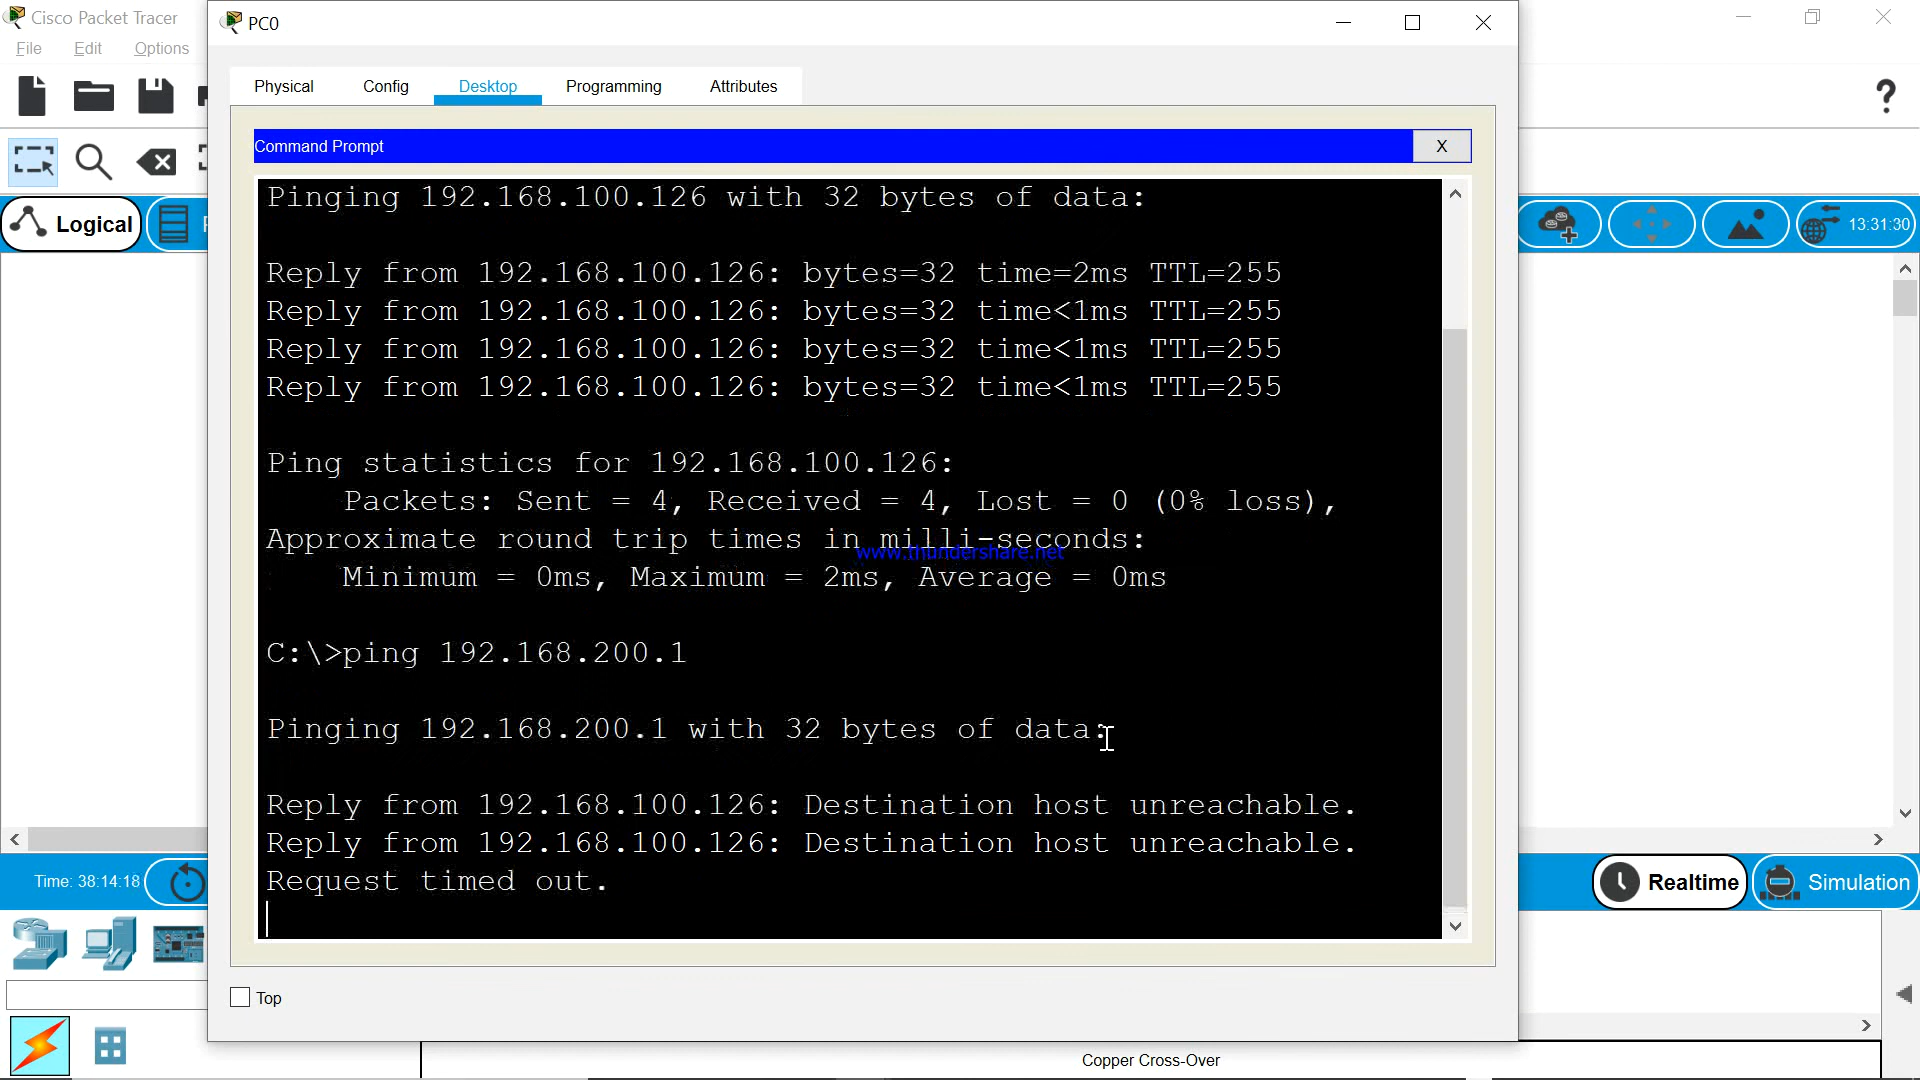 Cisco Packet Tracer
PC0
File Edit Options
Physical Config Desktop Programming Attributes
?
Command Prompt
X
Logical
13:31:30
Pinging 192.168.100.126 with 32 bytes of data:
Reply from 192.168.100.126: bytes=32 time=2ms TTL=255
Reply from 192.168.100.126: bytes=32 time<1ms TTL=255
Reply from 192.168.100.126: bytes=32 time<1ms TTL=255
Reply from 192.168.100.126: bytes=32 time<1ms TTL=255
Ping statistics for 192.168.100.126:
Packets: Sent = 4, Received = 4, Lost = 0 (0% loss),
Approximate round trip times in milli-seconds:
www.thundershare.net
Minimum = 0ms, Maximum = 2ms, Average = 0ms
C:\>ping 192.168.200.1
Pinging 192.168.200.1 with 32 bytes of data:
Reply from 192.168.100.126: Destination host unreachable.
Reply from 192.168.100.126: Destination host unreachable.
Request timed out.
Time: 38:14:18
Realtime
Simulation
Top
Copper Cross-Over